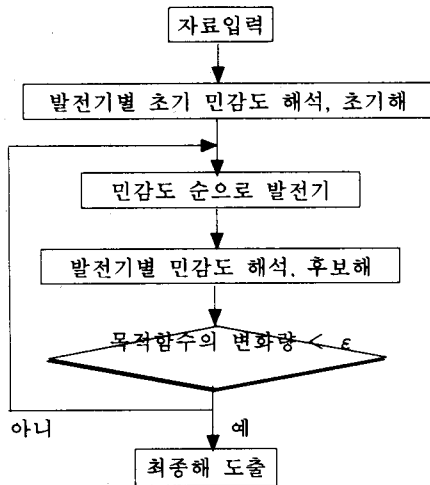 자료입력
발전기별 초기 민감도 해석, 초기해
민감도 순으로 발전기
발전기별 민감도 해석, 후보해
목적함수의 변화량 < ε
아니 예
최종해 도출